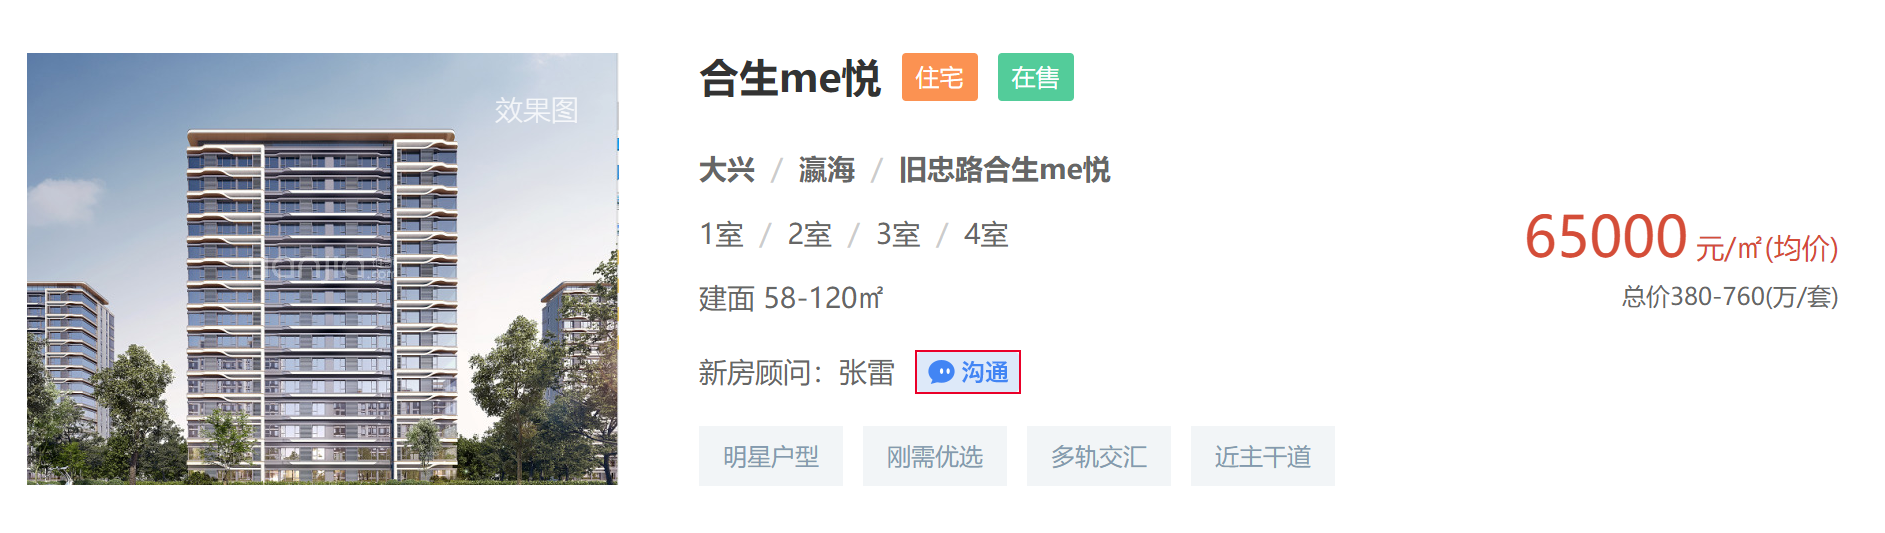 效果图
lianjia.com
合生me悦 住宅 在售
大兴 / 瀛海 / 旧忠路合生me悦
1室 / 2室 / 3室 / 4室
建面 58-120㎡
新房顾问：张雷 沟通
明星户型 刚需优选 多轨交汇 近主干道
65000 元/㎡(均价)
总价380-760(万/套)